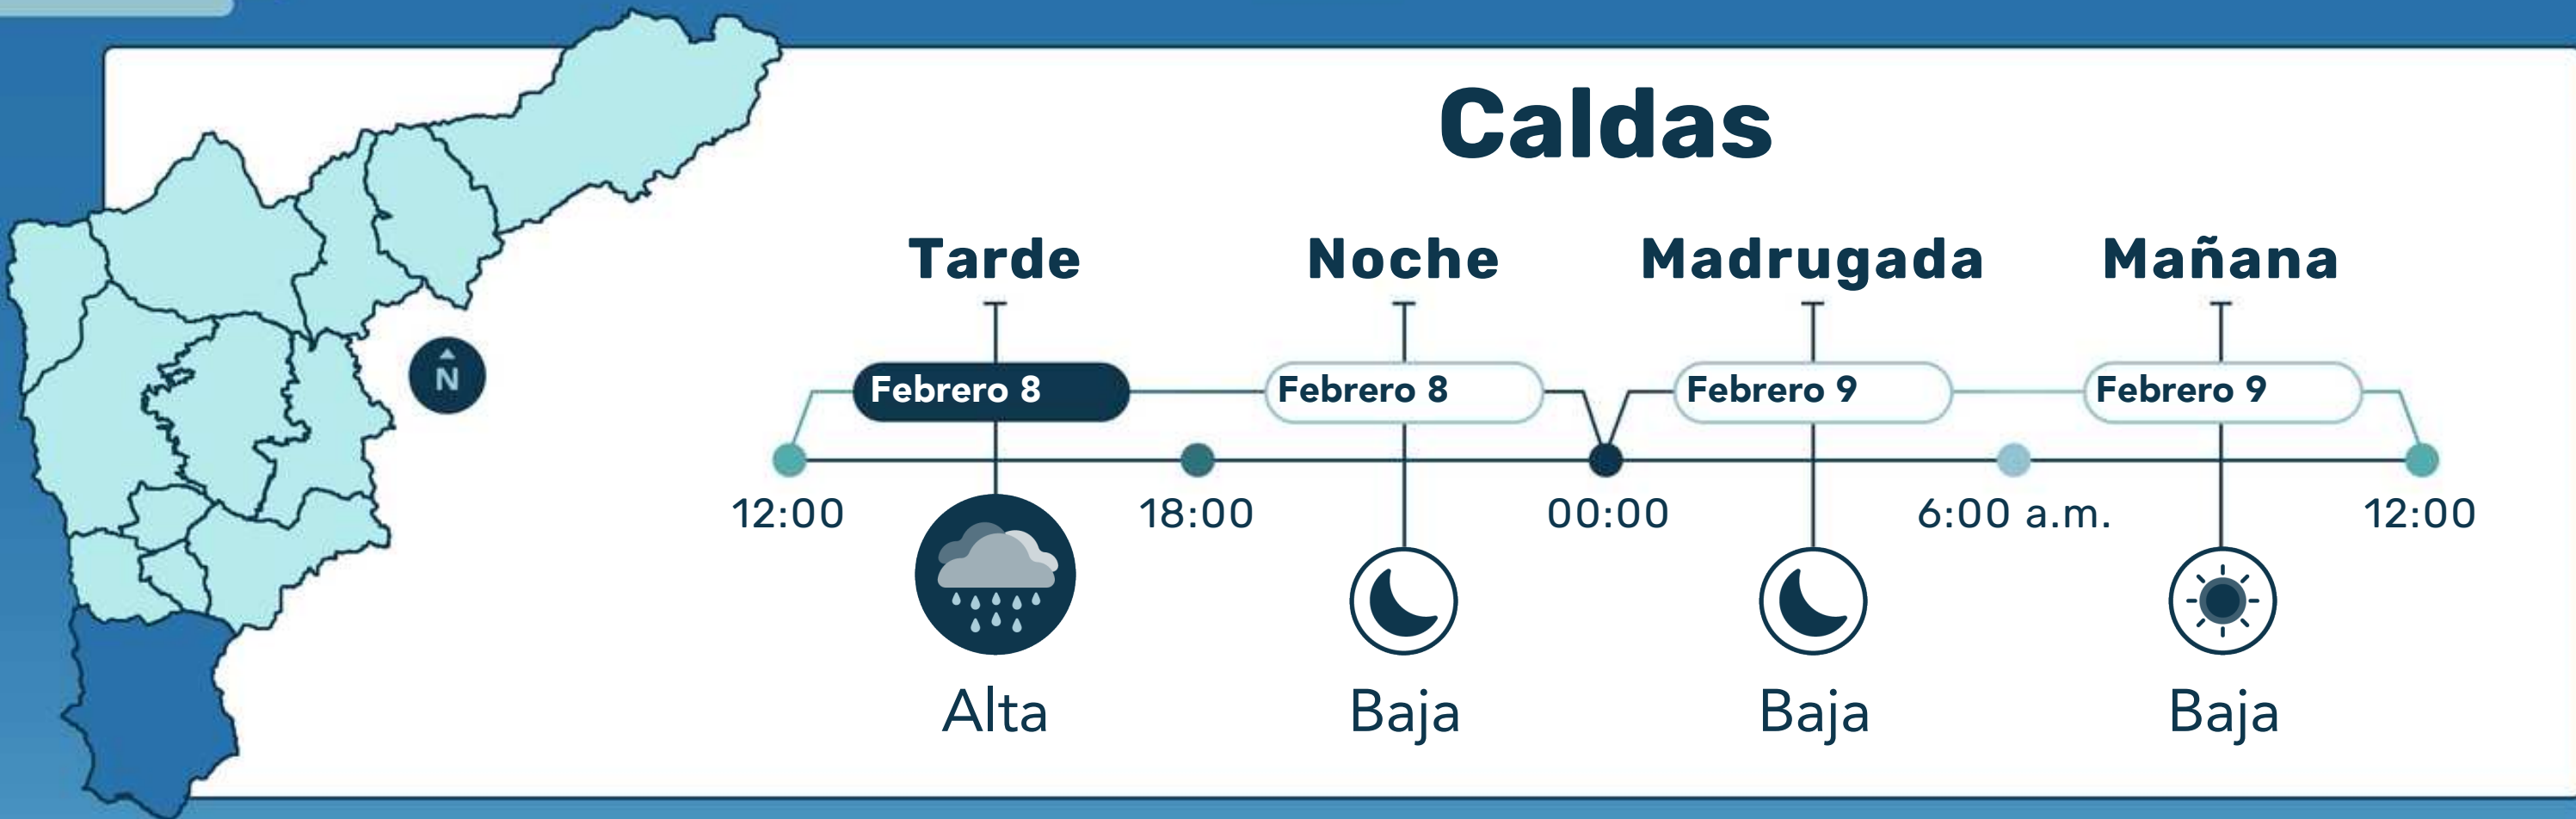 Caldas
Tarde Noche Madrugada Mañana
Febrero 8 Febrero 8 Febrero 9 Febrero 9
N
12:00 18:00 00:00 6:00 a.m. 12:00
Alta Baja Baja Baja